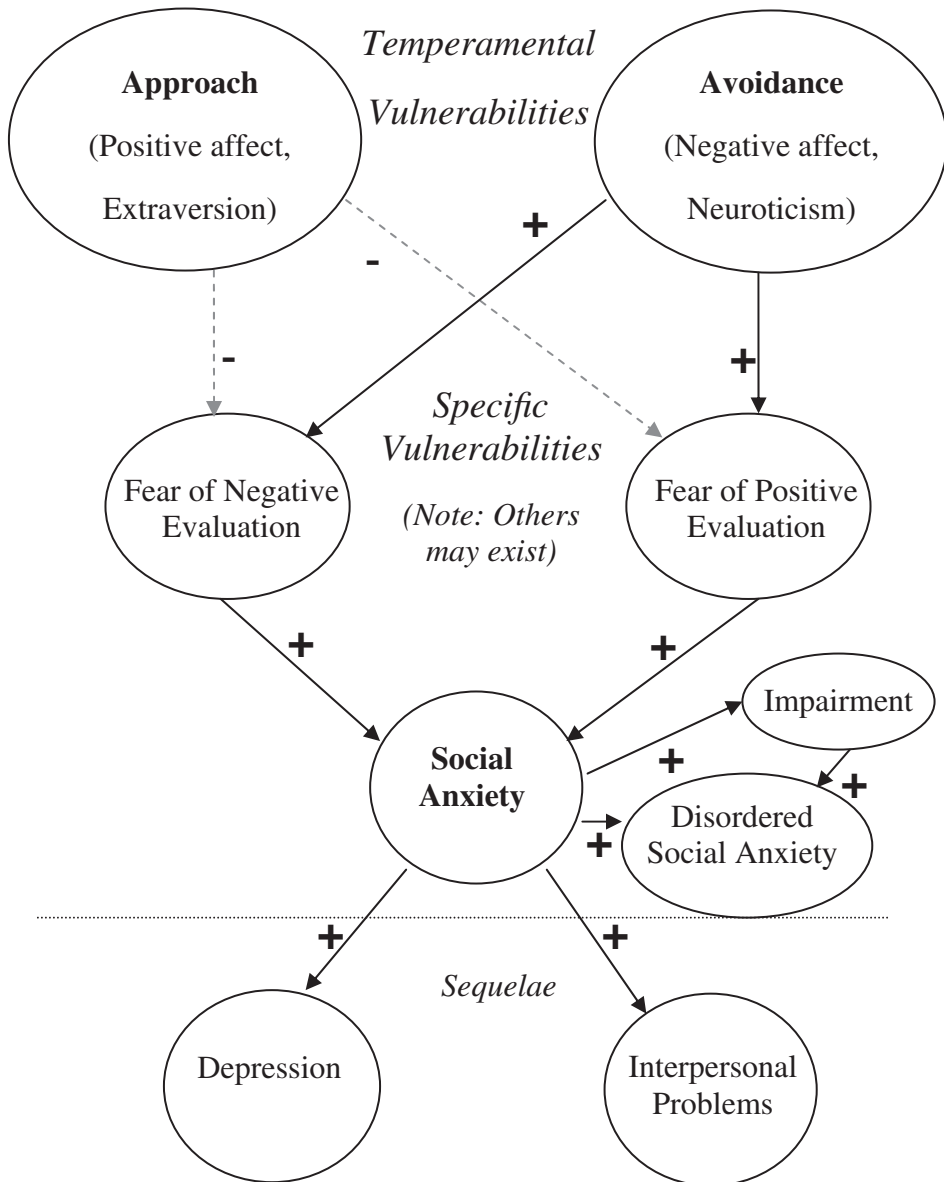 Temperamental
Vulnerabilities
Approach
(Positive affect,
Extraversion)
Avoidance
(Negative affect,
Neuroticism)
+
-
-
+
Specific
Vulnerabilities
(Note: Others
may exist)
Fear of Negative
Evaluation
Fear of Positive
Evaluation
+
+
Impairment
Social
Anxiety
+
+
Disordered
Social Anxiety
+
+
+
Sequelae
Depression
Interpersonal
Problems